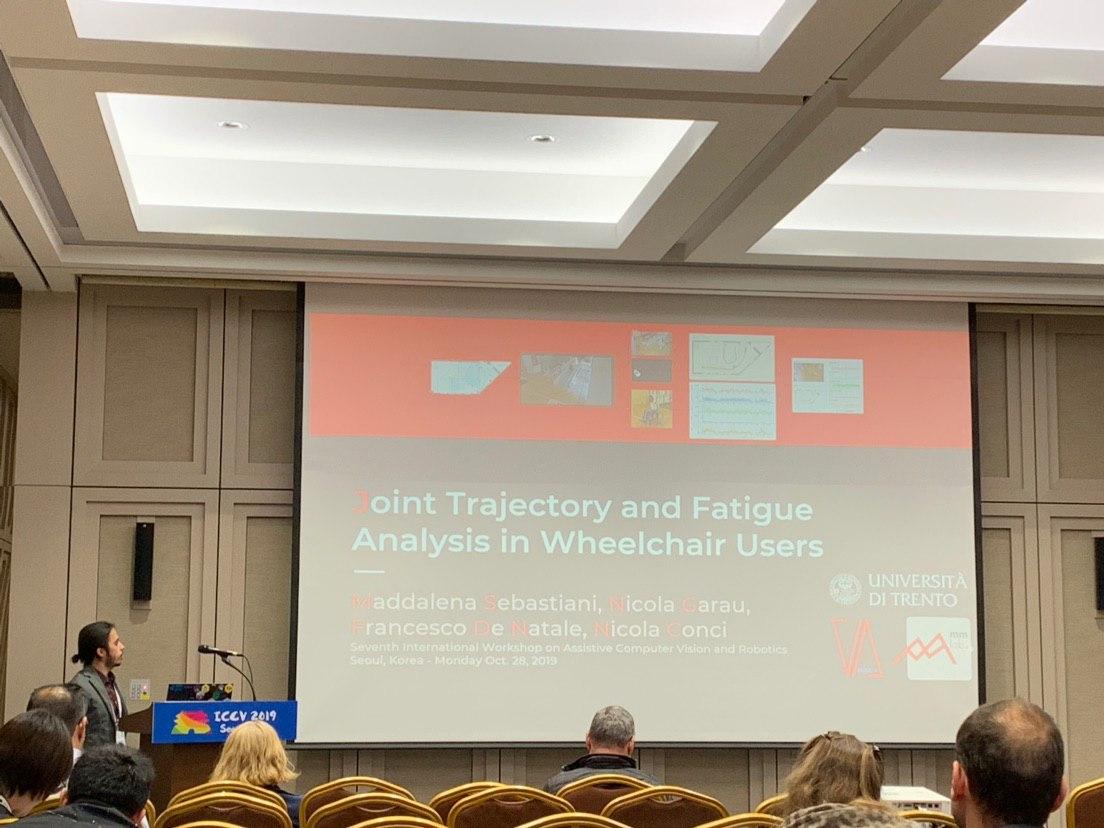 Joint Trajectory and Fatigue
Analysis in Wheelchair Users
Maddalena Sebastiani, Nicola Garau,
Francesco De Natale, Nicola Conci
Seventh International Workshop on Assistive Computer Vision and Robotics
Seoul, Korea - Monday Oct. 28, 2019
UNIVERSITÀ
DI TRENTO
mm
ICCV 2019